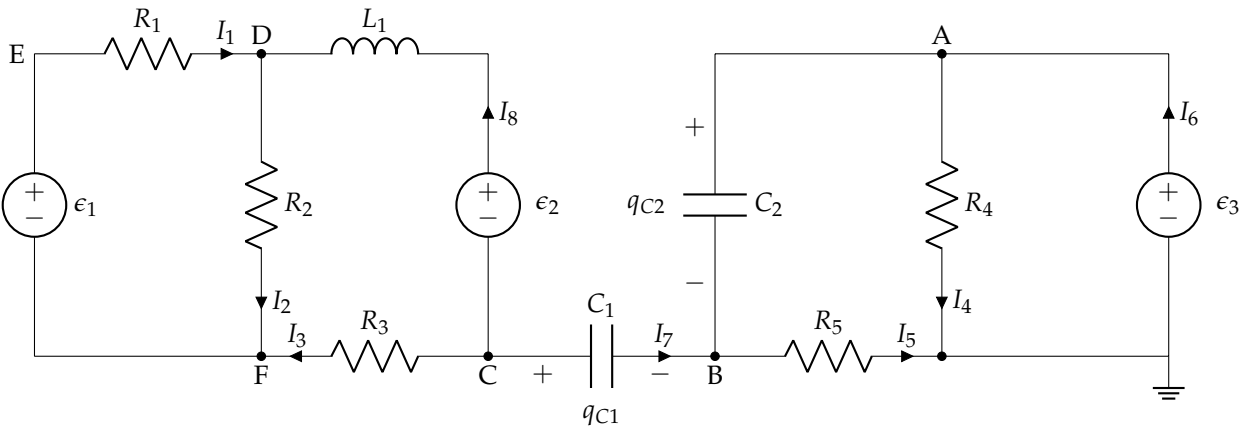 R1
I1
D
L1
A
E
I8
I6
+
+
−
ϵ1
R2
+
−
ϵ2
qC2
C2
−
R4
+
−
ϵ3
I2
I3
R3
C1
I7
R5
I5
I4
F
C
+
−
B
qC1